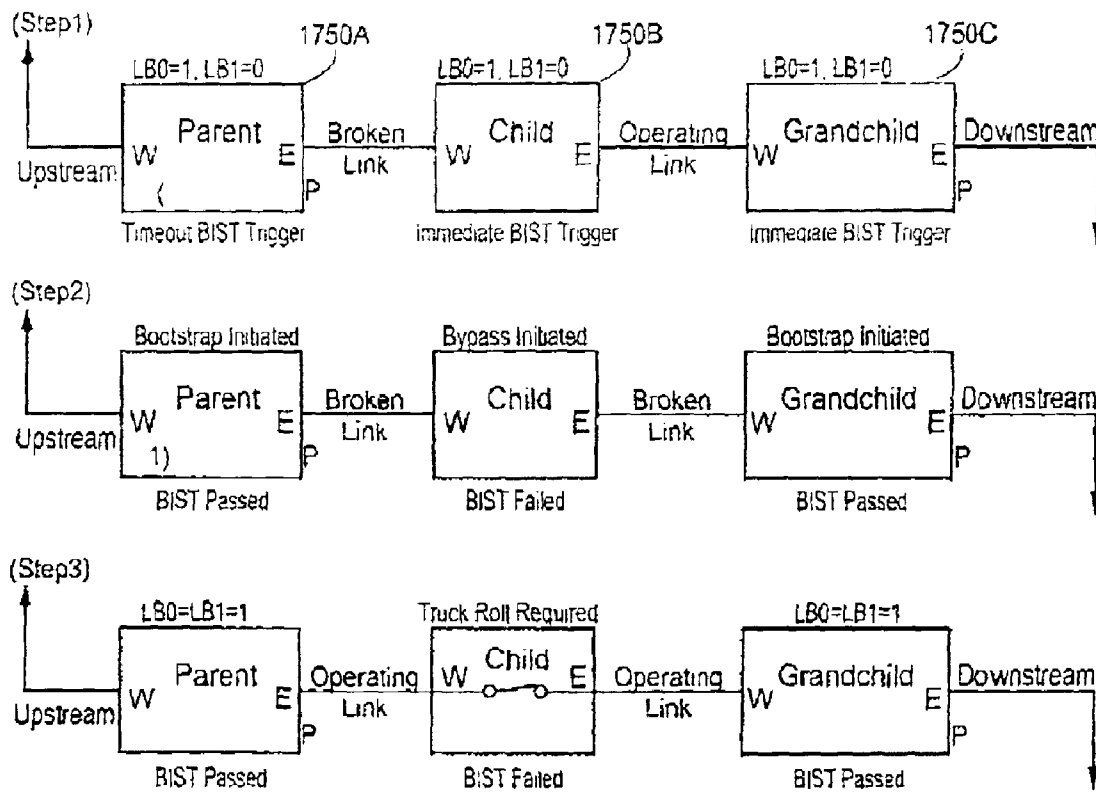 (Step1)
1750A
1750B
1750C
LB0=1, LB1=0
LB0=1, LB1=0
LB0=1, LB1=0
Parent
Broken
Child
Operating
Grandchild
Downstream
W
E
Link
W
E
Link
W
E
Upstream
(
P
P
Timeout BIST Trigger
Immediate BIST Trigger
Immediate BIST Trigger
(Step2)
Bootstrap Initiated
Bypass Initiated
Bootstrap Initiated
Parent
Broken
Child
Broken
Grandchild
Downstream
W
E
Link
W
E
Link
W
E
Upstream
1)
P
P
BIST Passed
BIST Failed
BIST Passed
(Step3)
LB0=LB1=1
Truck Roll Required
LB0=LB1=1
Parent
Operating
W
Child
E
Operating
Grandchild
Downstream
W
E
Link
Link
W
E
Upstream
P
P
BIST Passed
BIST Failed
BIST Passed